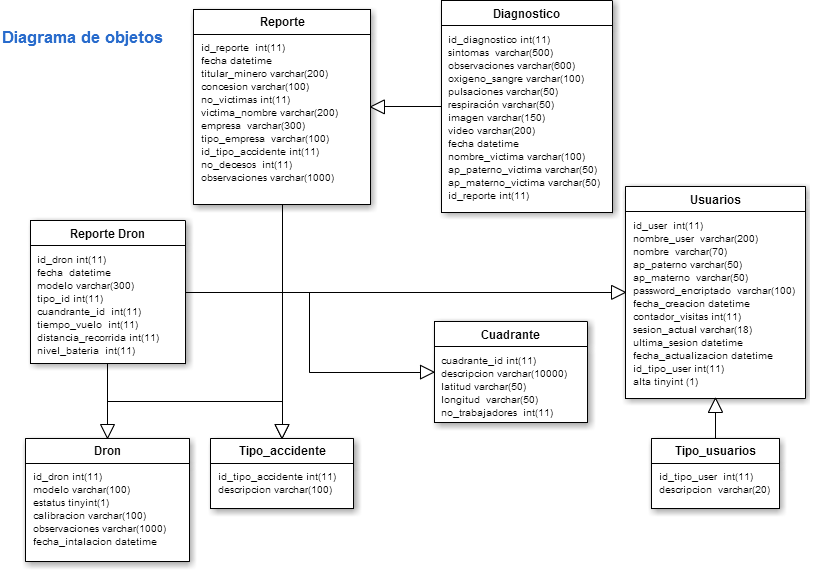 Diagrama de objetos
Reporte
id_reporte int(11)
fecha datetime
titular_minero varchar(200)
concesion varchar(100)
no_victimas int(11)
victima_nombre varchar(200)
empresa varchar(300)
tipo_empresa varchar(100)
id_tipo_accidente int(11)
no_decesos int(11)
observaciones varchar(1000)
Diagnostico
id_diagnostico int(11)
sintomas varchar(500)
observaciones varchar(600)
oxigeno_sangre varchar(100)
pulsaciones varchar(50)
respiración varchar(50)
imagen varchar(150)
video varchar(200)
fecha datetime
nombre_victima varchar(100)
ap_paterno_victima varchar(50)
ap_materno_victima varchar(50)
id_reporte int(11)
Usuarios
id_user int(11)
nombre_user varchar(200)
nombre varchar(70)
ap_paterno varchar(50)
ap_materno varchar(50)
password_encriptado varchar(100)
fecha_creacion datetime
contador_visitas int(11)
sesion_actual varchar(18)
ultima_sesion datetime
fecha_actualizacion datetime
id_tipo_user int(11)
alta tinyint (1)
Reporte Dron
id_dron int(11)
fecha datetime
modelo varchar(300)
tipo_id int(11)
cuandrante_id int(11)
tiempo_vuelo int(11)
distancia_recorrida int(11)
nivel_bateria int(11)
Cuadrante
cuadrante_id int(11)
descripcion varchar(10000)
latitud varchar(50)
longitud varchar(50)
no_trabajadores int(11)
Dron
id_dron int(11)
modelo varchar(100)
estatus tinyint(1)
calibracion varchar(100)
observaciones varchar(1000)
fecha_intalacion datetime
Tipo_accidente
id_tipo_accidente int(11)
descripcion varchar(100)
Tipo_usuarios
id_tipo_user int(11)
descripcion varchar(20)